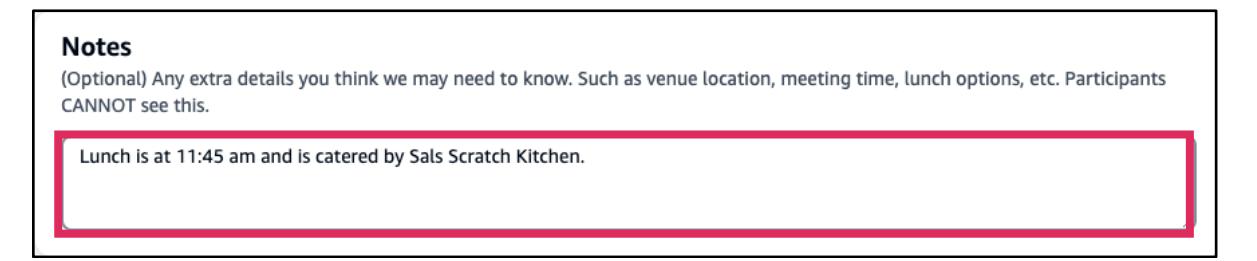 Notes
(Optional) Any extra details you think we may need to know. Such as venue location, meeting time, lunch options, etc. Participants
CANNOT see this.
Lunch is at 11:45 am and is catered by Sals Scratch Kitchen.